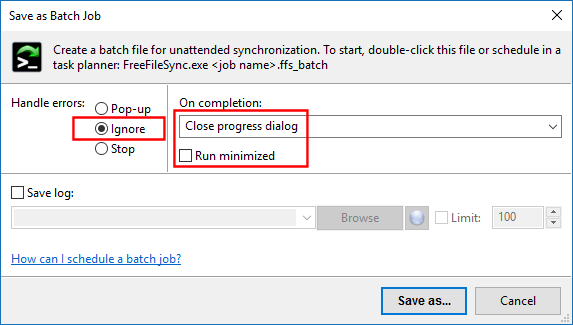 Save as Batch Job
Create a batch file for unattended synchronization. To start, double-click this file or schedule in a
task planner: FreeFileSync.exe <job name>.ffs_batch
Handle errors:
Pop-up
Ignore
Stop
On completion:
Close progress dialog
Run minimized
Save log:
Browse
Limit:
100
How can I schedule a batch job?
Save as...
Cancel